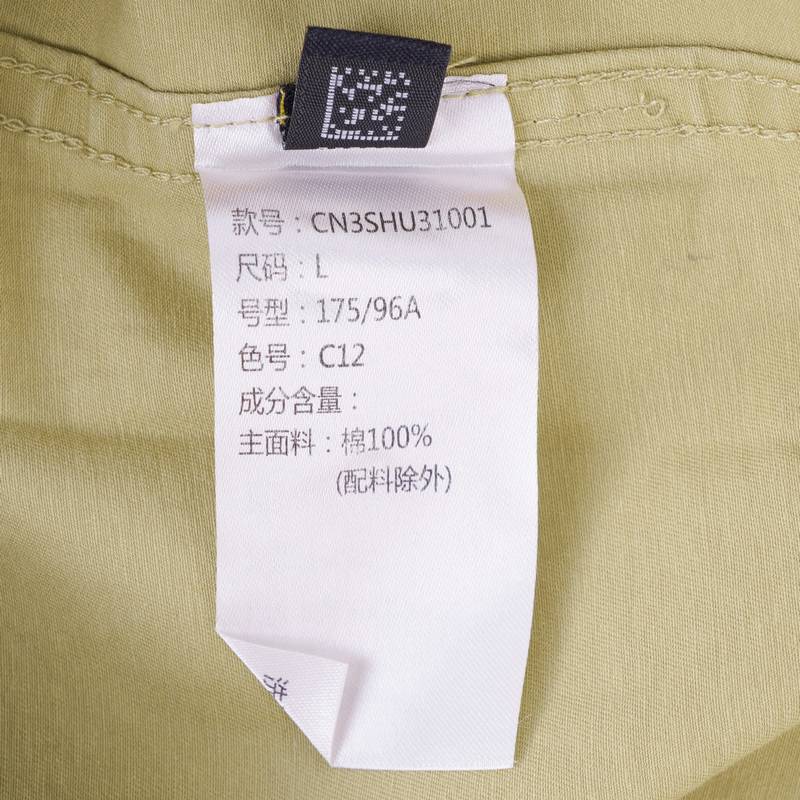 款号：CN3SHU31001
尺码：L
号型：175/96A
色号：C12
成分含量：
主面料：棉100%
(配料除外)
洗